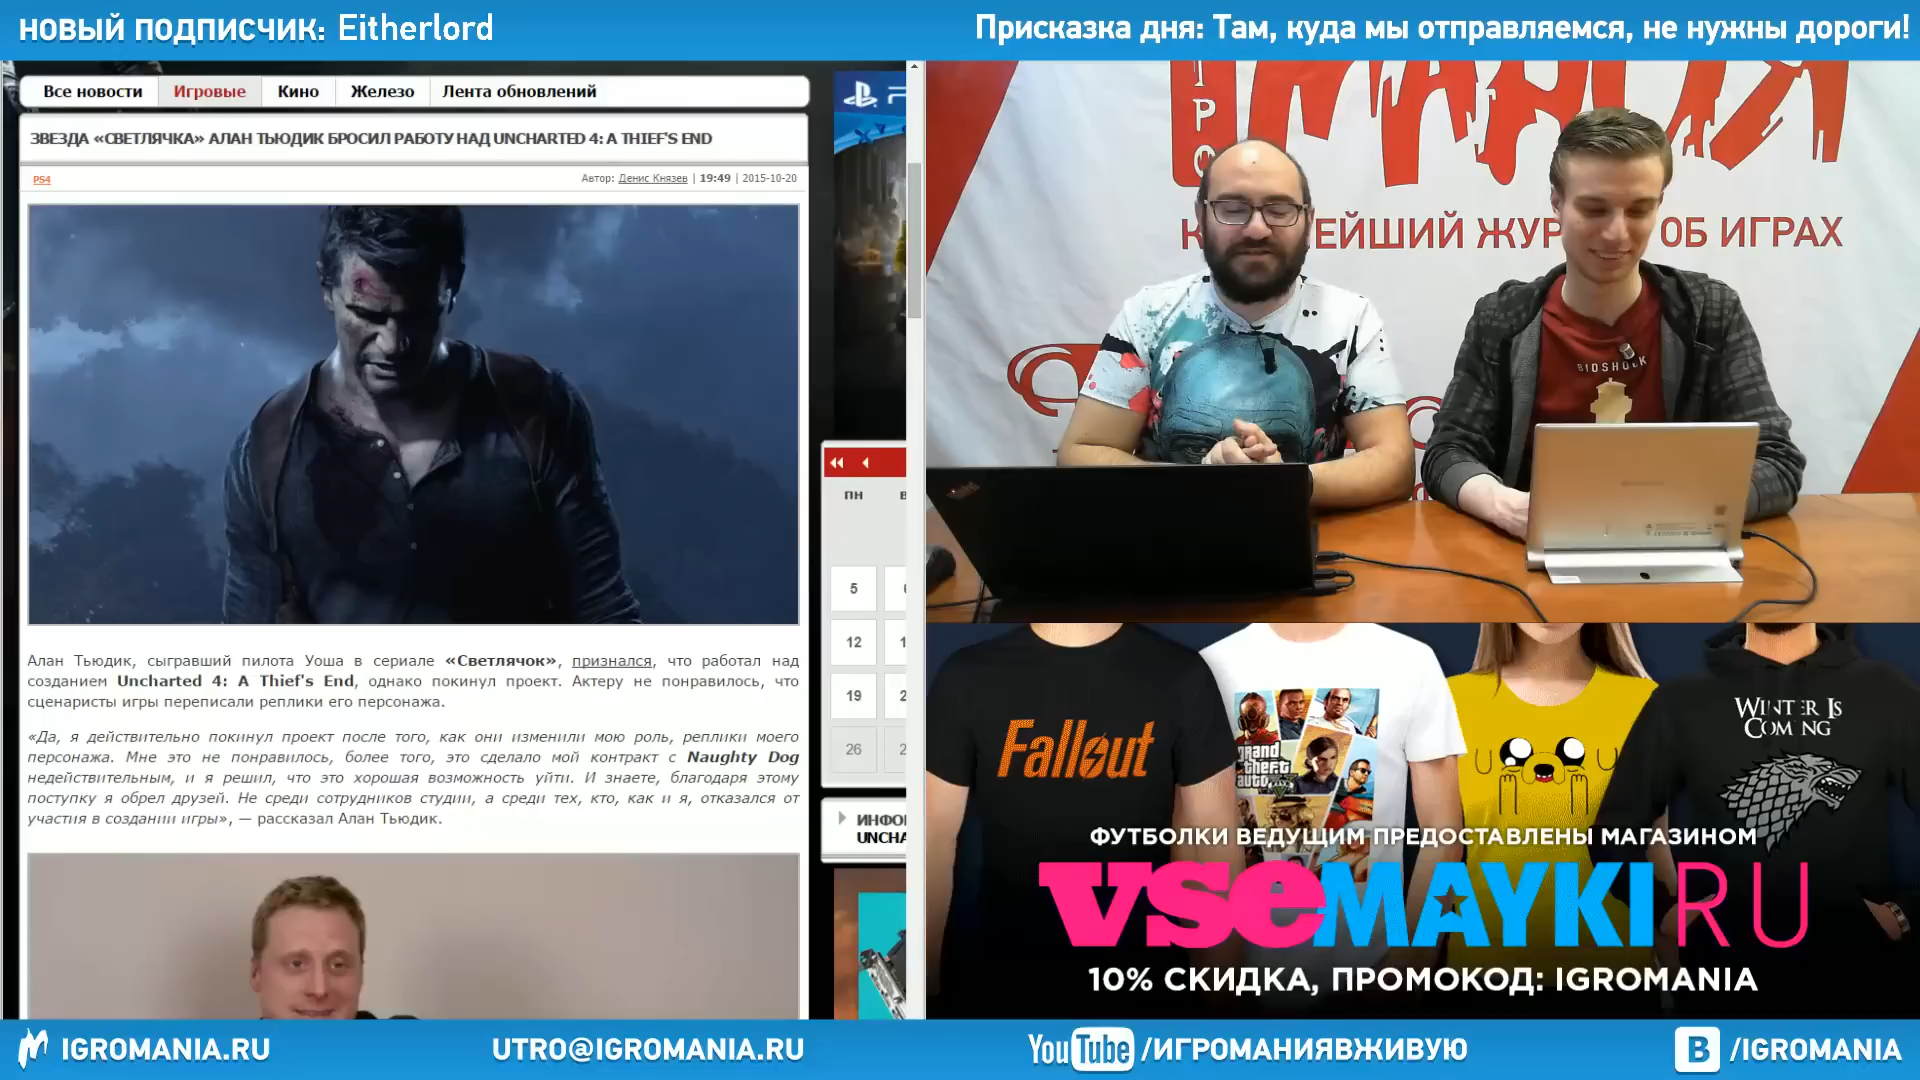 НОВЫЙ ПОДПИСЧИК: Eitherlord
Присказка дня: Там, куда мы отправляемся, не нужны дороги!
Все новости Игровые Кино Железо Лента обновлений
ЗВЕЗДА «СВЕТЛЯЧКА» АЛАН ТЬЮДИК БРОСИЛ РАБОТУ НАД UNCHARTED 4: A THIEF'S END
PS4 Автор: Денис Князев | 19:49 | 2015-10-20
Алан Тьюдик, сыгравший пилота Уоша в сериале «Светлячок», признался, что работал над
созданием Uncharted 4: A Thief's End, однако покинул проект. Актеру не понравилось, что
сценаристы игры переписали реплики его персонажа.
«Да, я действительно покинул проект после того, как они изменили мою роль, реплики моего
персонажа. Мне это не понравилось, более того, это сделало мой контракт с Naughty Dog
недействительным, и я решил, что это хорошая возможность уйти. И знаете, благодаря этому
поступку я обрел друзей. Не среди сотрудников студии, а среди тех, кто, как и я, отказался от
участия в создании игры», — рассказал Алан Тьюдик.
ПН
5
12
19
26
ИНФО
UNCHA
ЕЙШИЙ ЖУР ОБ ИГРАХ
BIOSHOCK
Fallout
grand
theft
auto
WINTER IS
COMING
ФУТБОЛКИ ВЕДУЩИМ ПРЕДОСТАВЛЕНЫ МАГАЗИНОМ
VSEMAYKIRU
10% СКИДКА, ПРОМОКОД: IGROMANIA
IGROMANIA.RU
UTRO@IGROMANIA.RU
YouTube /ИГРОМАНИЯВЖИВУЮ
B /IGROMANIA